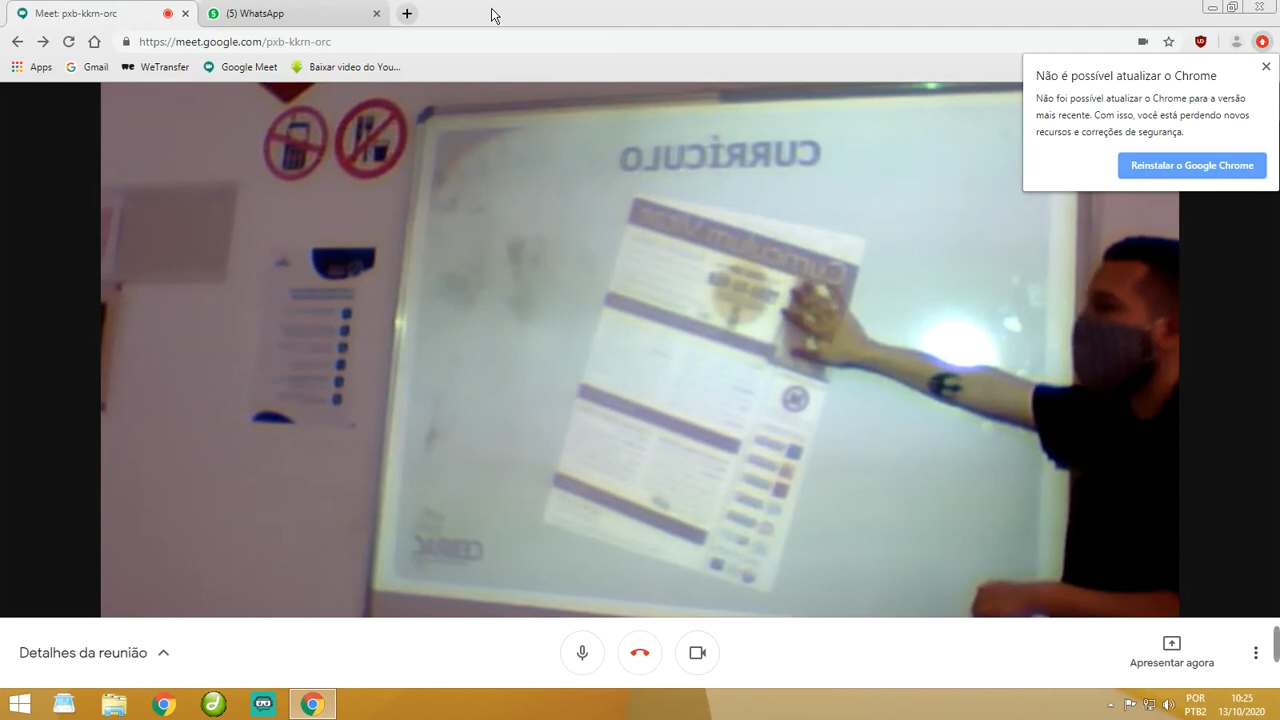 Meet: pxb-kkrn-orc
(5) WhatsApp
https://meet.google.com/pxb-kkrn-orc
Apps
Gmail
WeTransfer
Google Meet
Baixar video do You...
Não é possível atualizar o Chrome
Não foi possível atualizar o Chrome para a versão
mais recente. Com isso, você está perdendo novos
recursos e correções de segurança.
Reinstalar o Google Chrome
CURRÍCULO
Curriculum Vitae
CEBRAC
Detalhes da reunião
Apresentar agora
POR
PTB2
10:25
13/10/2020